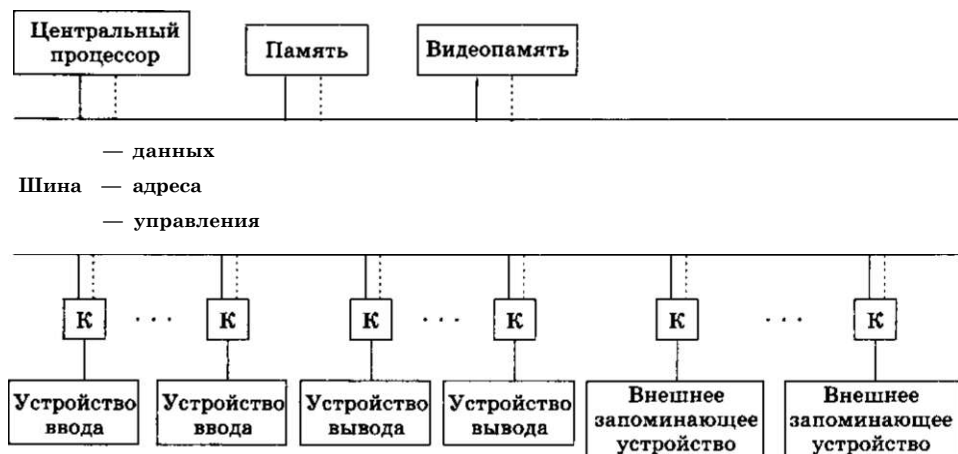 Центральный
процессор
Память
Видеопамять
— данных
Шина — адреса
— управления
К · · · К К · · · К К · · · К
Устройство
ввода
Устройство
ввода
Устройство
вывода
Устройство
вывода
Внешнее
запоминающее
устройство
Внешнее
запоминающее
устройство